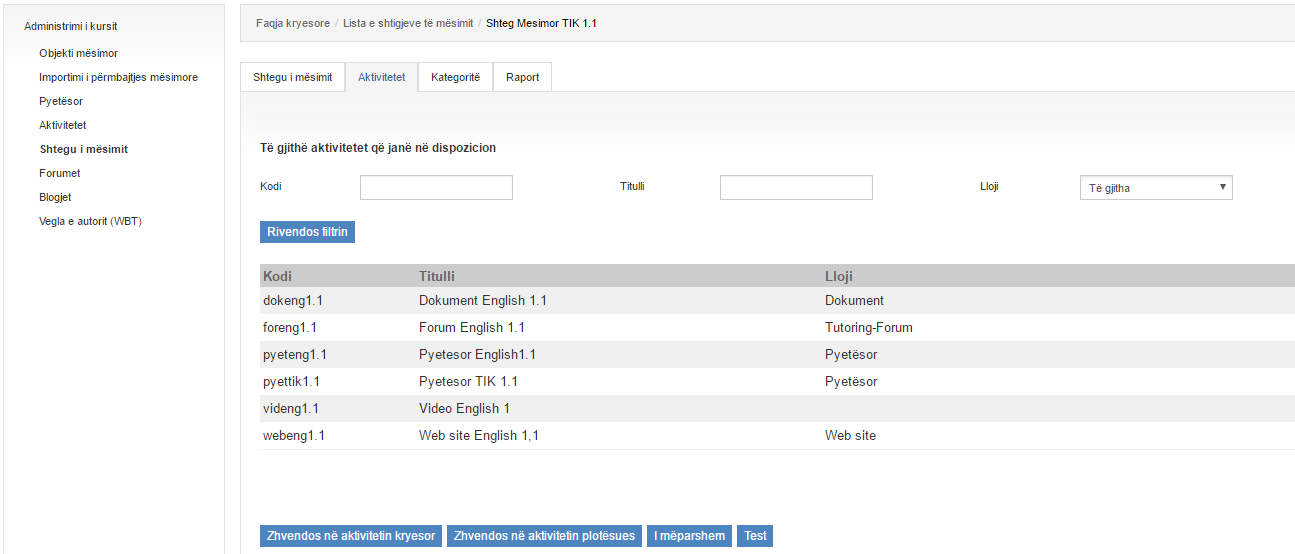 Administrimi i kursit
Objekti mësimor
Importimi i përmbajtjes mësimore
Pyetësor
Aktivitetet
Shtegu i mësimit
Forumet
Blogjet
Vegla e autorit (WBT)
Faqja kryesore / Lista e shtigjeve të mësimit / Shteg Mesimor TIK 1.1
Shtegu i mësimit Aktivitetet Kategoritë Raport
Të gjithë aktivitetet që janë në dispozicion
Kodi Titulli Lloji Të gjitha
Rivendos filtrin
Kodi Titulli Lloji
dokeng1.1 Dokument English 1.1 Dokument
foreng1.1 Forum English 1.1 Tutoring-Forum
pyeteng1.1 Pyetesor English1.1 Pyetësor
pyettik1.1 Pyetesor TIK 1.1 Pyetësor
videng1.1 Video English 1
webeng1.1 Web site English 1,1 Web site
Zhvendos në aktivitetin kryesor Zhvendos në aktivitetin plotësues I mëparshem Test